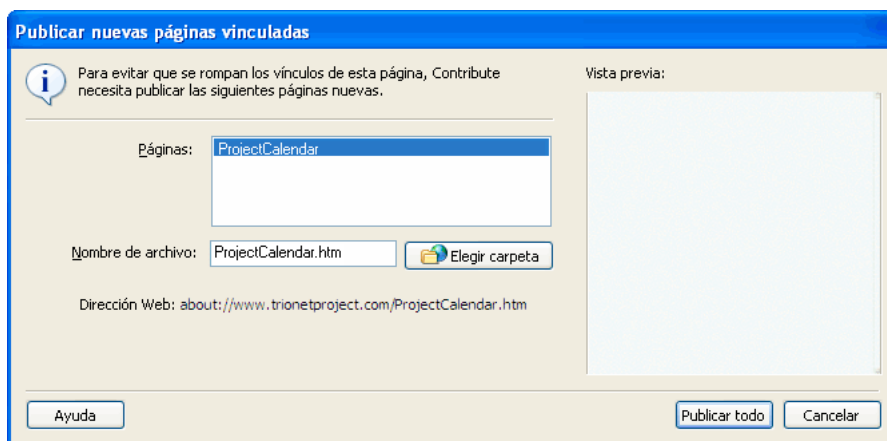 Publicar nuevas páginas vinculadas
Para evitar que se rompan los vínculos de esta página, Contribute
necesita publicar las siguientes páginas nuevas.
Vista previa:
Páginas:
ProjectCalendar
Nombre de archivo:
ProjectCalendar.htm
Elegir carpeta
Dirección Web: about://www.trionetproject.com/ProjectCalendar.htm
Ayuda
Publicar todo
Cancelar